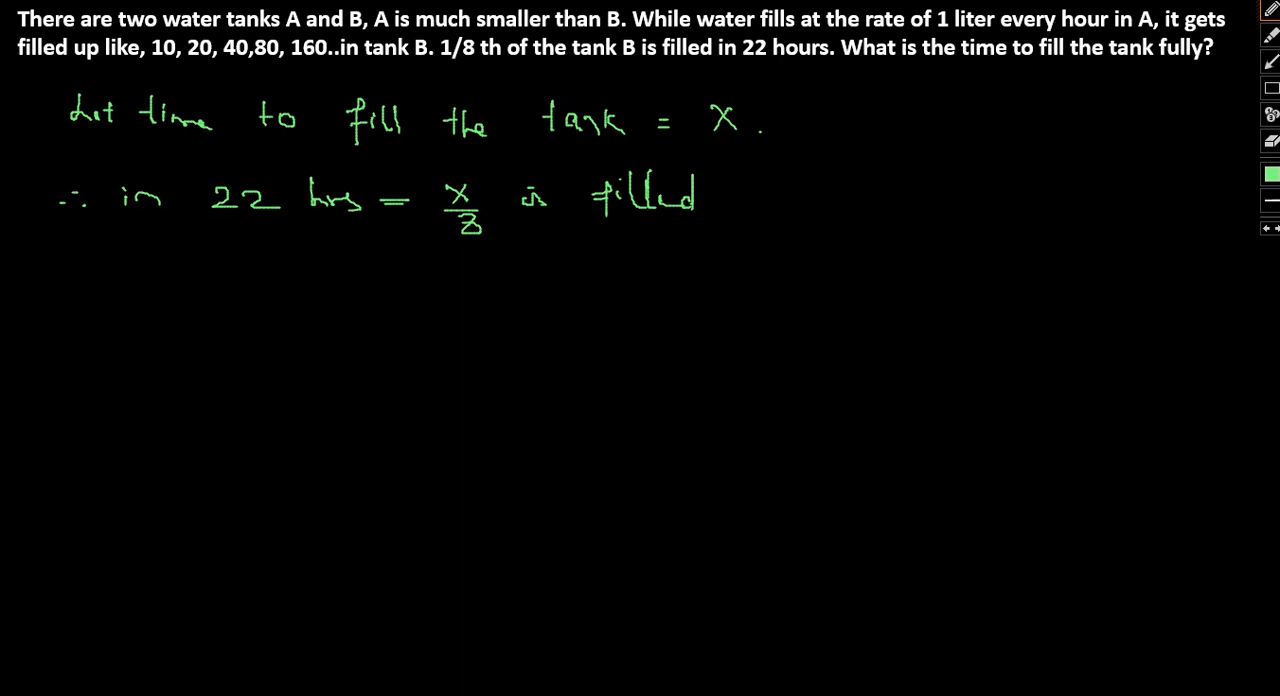 There are two water tanks A and B, A is much smaller than B. While water fills at the rate of 1 liter every hour in A, it gets
filled up like, 10, 20, 40,80, 160..in tank B. 1/8 th of the tank B is filled in 22 hours. What is the time to fill the tank fully?
Let time to fill the tank = x.
∴ in 22 hrs = x/8 is filled